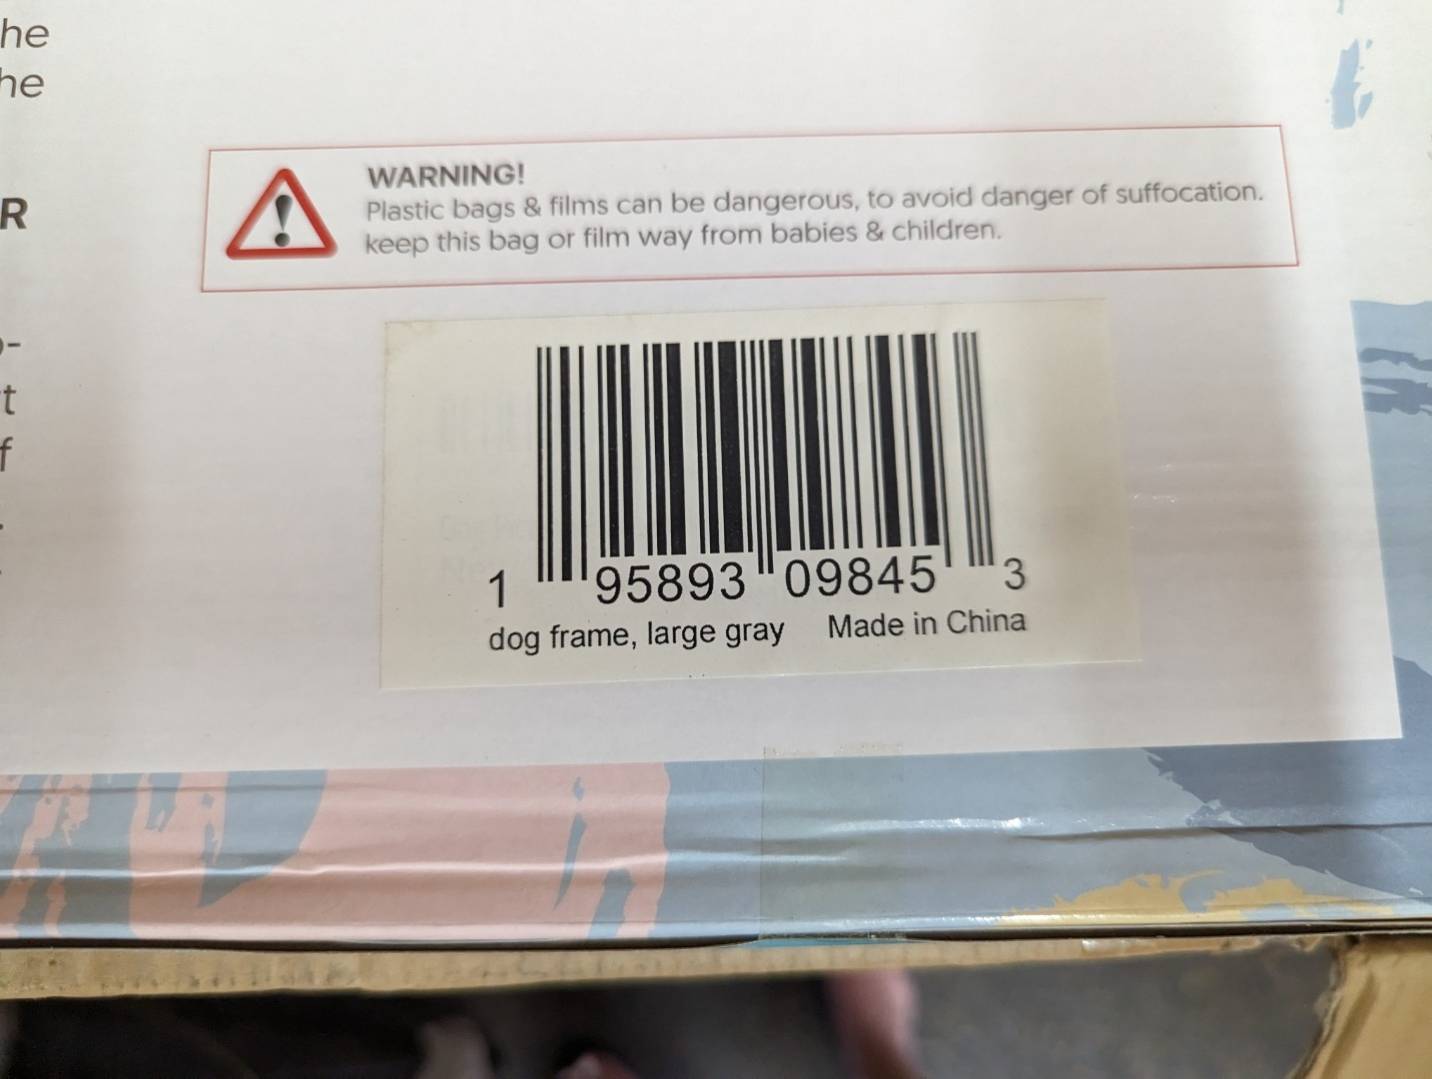 he
he
R
WARNING!
Plastic bags & films can be dangerous, to avoid danger of suffocation.
keep this bag or film way from babies & children.
t
f
1 95893 09845 3
dog frame, large gray Made in China